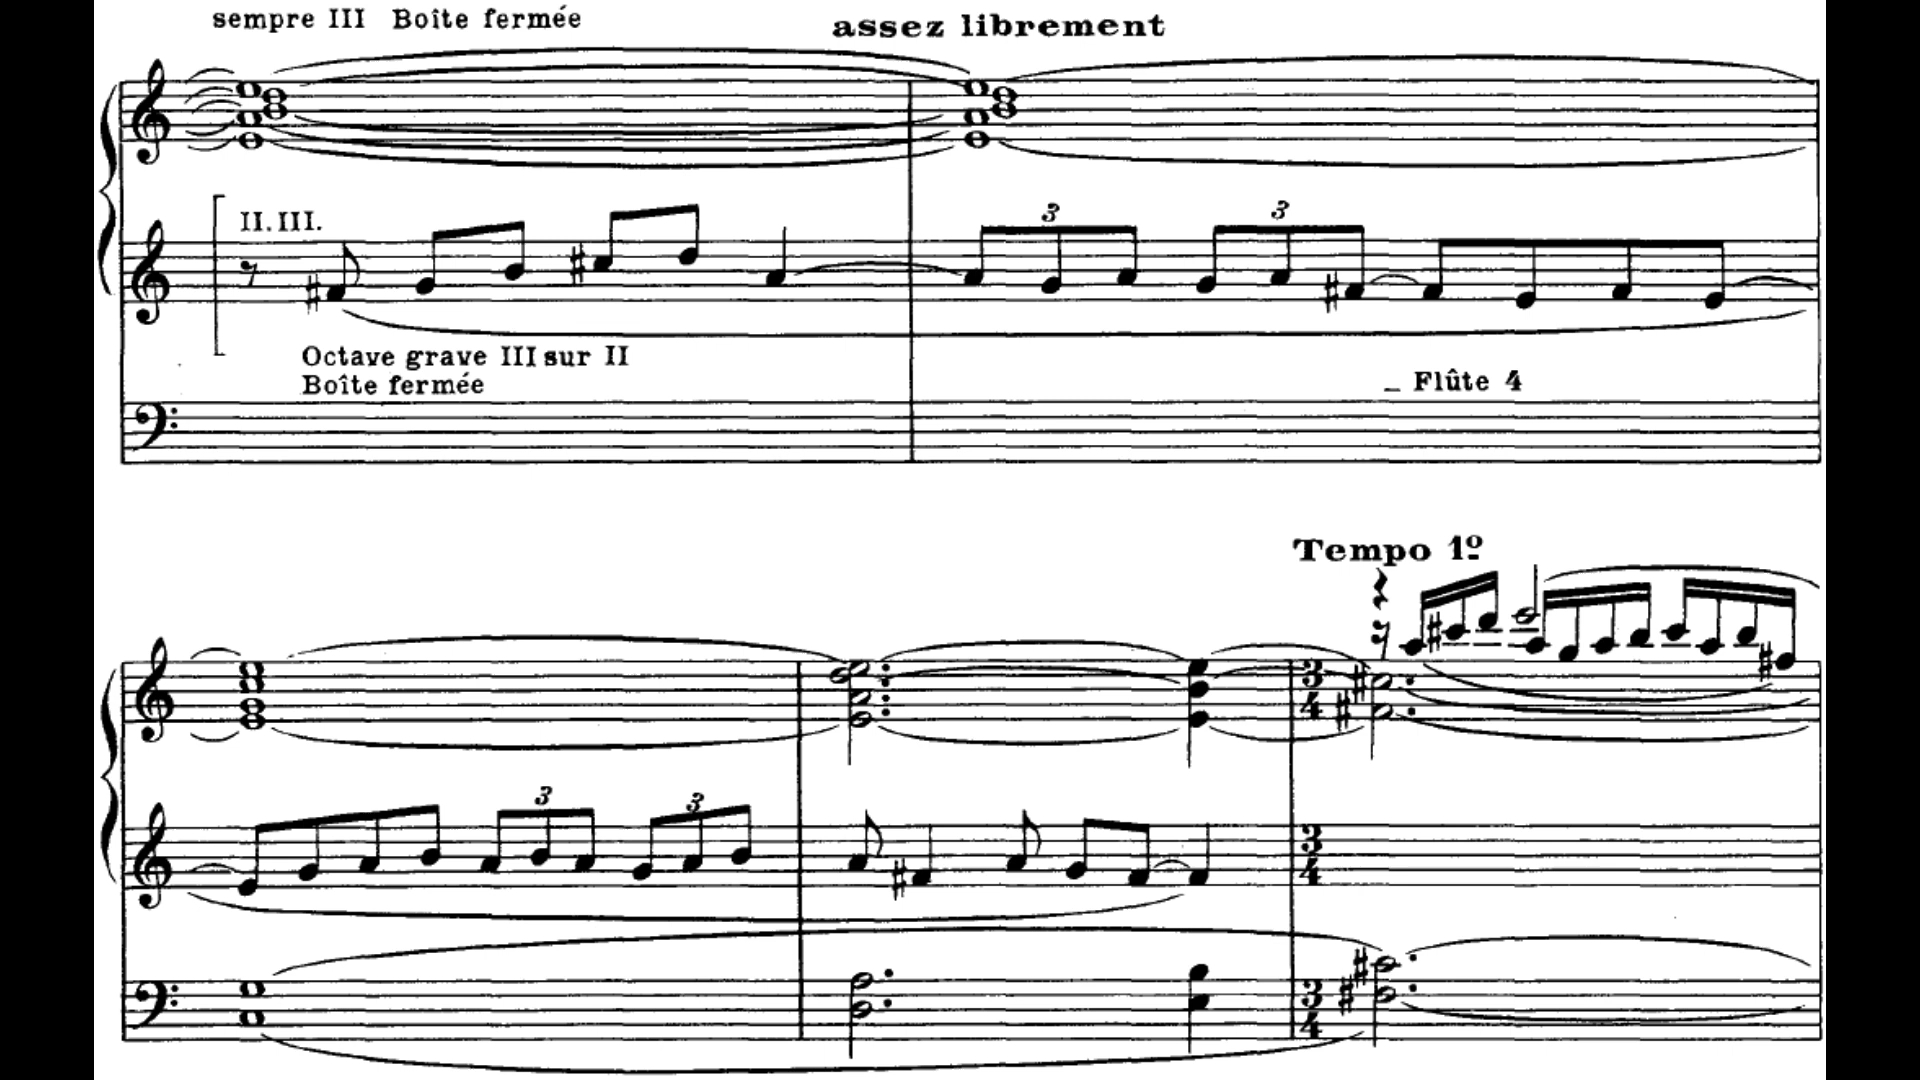 sempre III Boîte fermée
assez librement
II. III.
3 3
Octave grave III sur II
Boîte fermée
_ Flûte 4
Tempo 1º
3
4
3 3
3
4
3
4